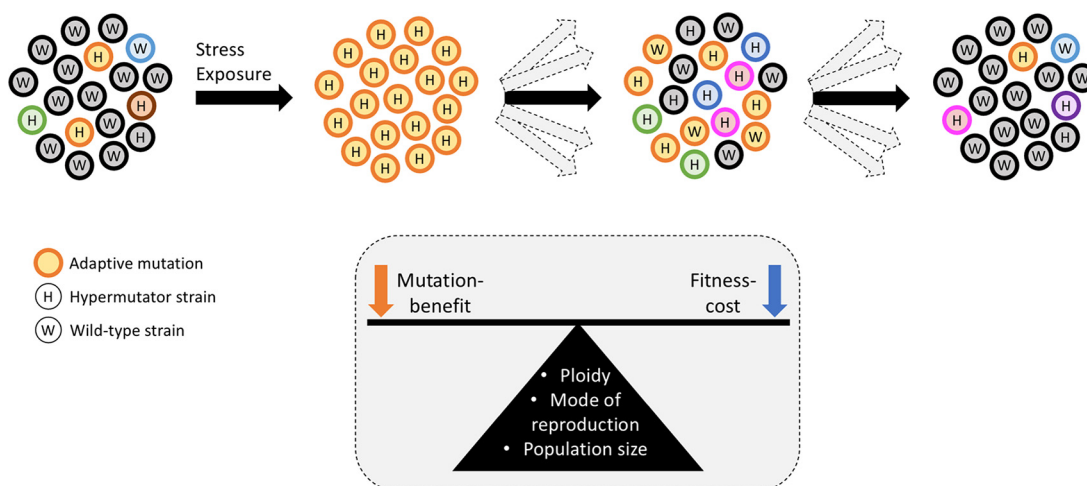 W W
W H W
W W W
W W W H
H H W H
W W W
Stress
Exposure
H H
H H H
H H H
H H H H
H H H H
H H H
H H
W H H
W H W
H H H H
H W H W
H H W
W W
W H W
W W W
W W W H
H W W H
W W W
Adaptive mutation
H Hypermutator strain
W Wild-type strain
Mutation-
benefit
Fitness-
cost
• Ploidy
• Mode of
reproduction
• Population size